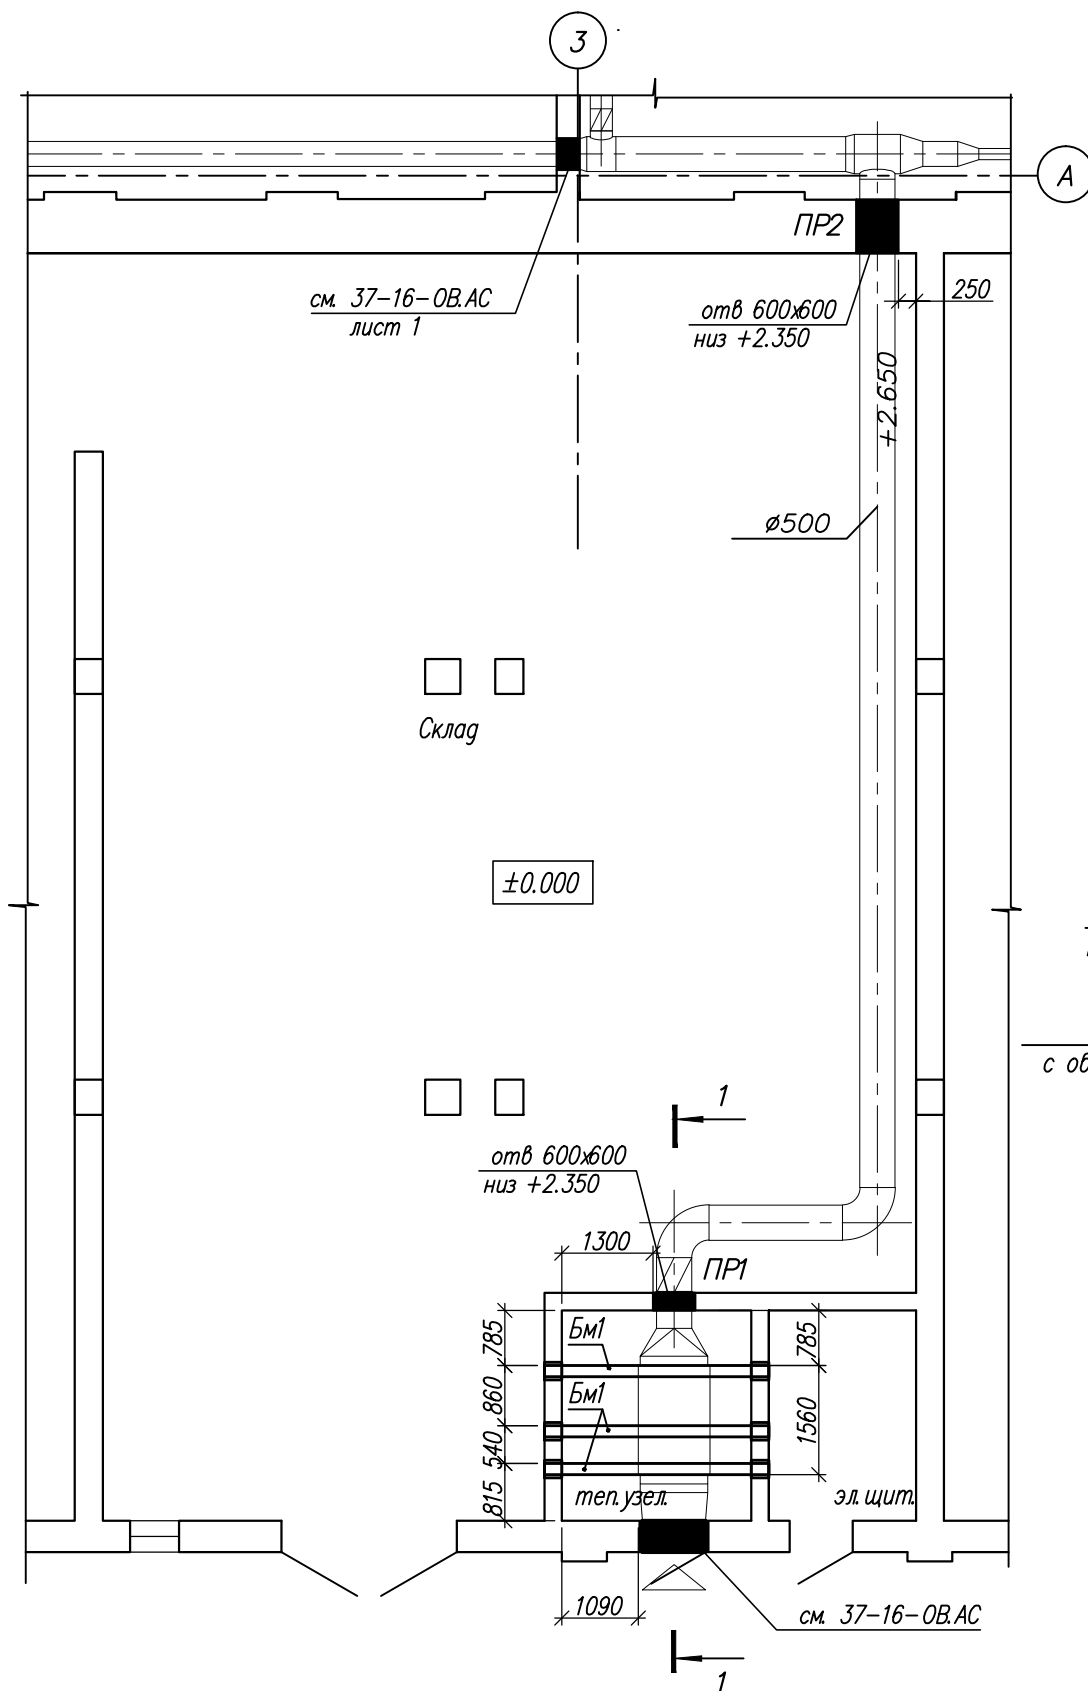 3
А
ПР2
см. 37-16-ОВ.АС
лист 1
отв 600х600
низ +2.350
250
+2.650
ø500
Склад
±0.000
с об
1
отв 600х600
низ +2.350
1300
ПР1
785
Бм1
785
860
Бм1
1560
540
815
теп.узел.
эл.щит.
1090
см. 37-16-ОВ.АС
1